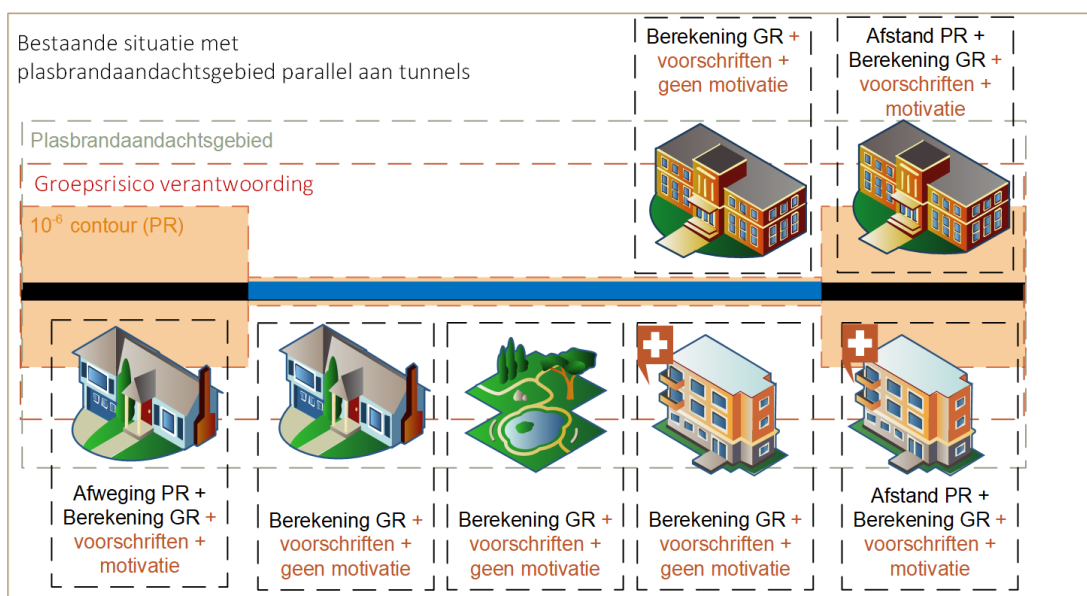 Bestaande situatie met
plasbrandaandachtsgebied parallel aan tunnels
Berekening GR +
voorschriften +
geen motivatie
Afstand PR +
Berekening GR +
voorschriften +
motivatie
Plasbrandaandachtsgebied
Groepsrisico verantwoording
10-6 contour (PR)
Afweging PR +
Berekening GR +
voorschriften +
motivatie
Berekening GR +
voorschriften +
geen motivatie
Berekening GR +
voorschriften +
geen motivatie
Berekening GR +
voorschriften +
geen motivatie
Afstand PR +
Berekening GR +
voorschriften +
motivatie